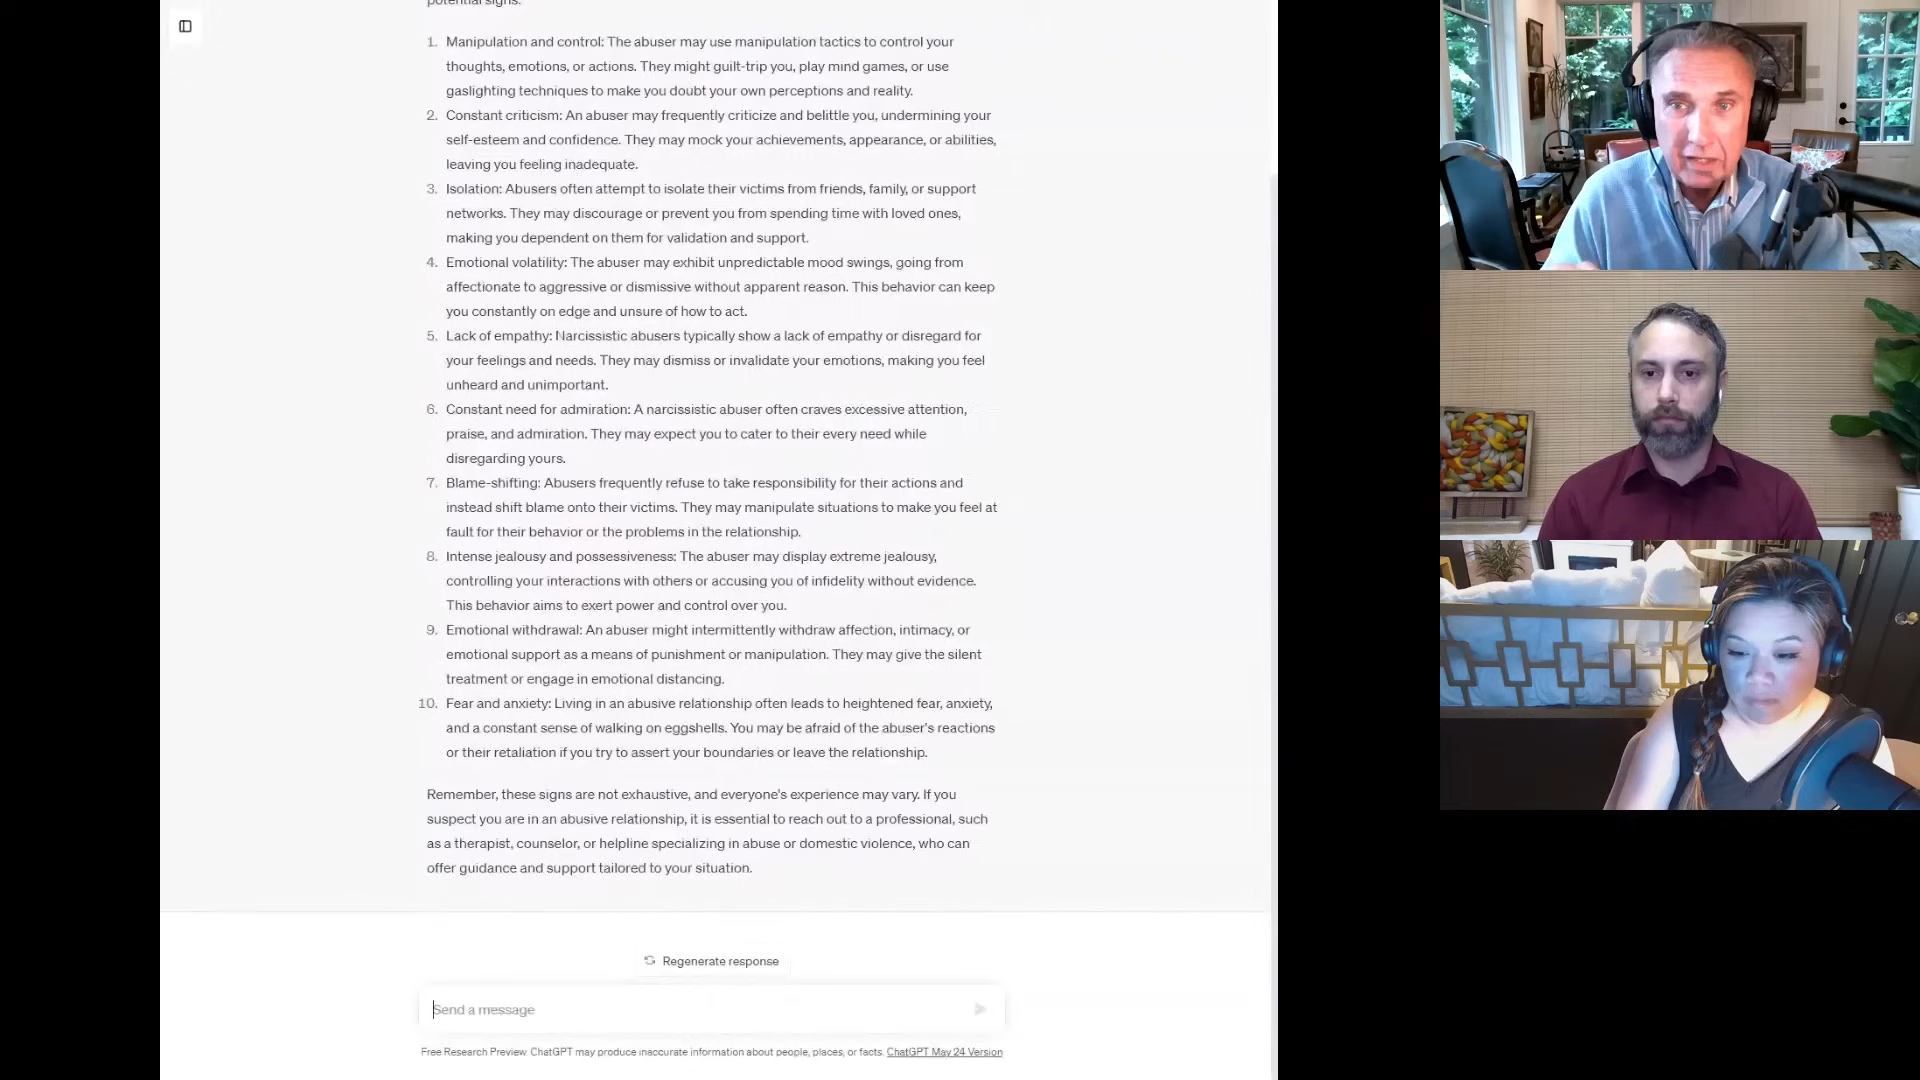 potential signs.
1. Manipulation and control: The abuser may use manipulation tactics to control your
thoughts, emotions, or actions. They might guilt-trip you, play mind games, or use
gaslighting techniques to make you doubt your own perceptions and reality.
2. Constant criticism: An abuser may frequently criticize and belittle you, undermining your
self-esteem and confidence. They may mock your achievements, appearance, or abilities,
leaving you feeling inadequate.
3. Isolation: Abusers often attempt to isolate their victims from friends, family, or support
networks. They may discourage or prevent you from spending time with loved ones,
making you dependent on them for validation and support.
4. Emotional volatility: The abuser may exhibit unpredictable mood swings, going from
affectionate to aggressive or dismissive without apparent reason. This behavior can keep
you constantly on edge and unsure of how to act.
5. Lack of empathy: Narcissistic abusers typically show a lack of empathy or disregard for
your feelings and needs. They may dismiss or invalidate your emotions, making you feel
unheard and unimportant.
6. Constant need for admiration: A narcissistic abuser often craves excessive attention,
praise, and admiration. They may expect you to cater to their every need while
disregarding yours.
7. Blame-shifting: Abusers frequently refuse to take responsibility for their actions and
instead shift blame onto their victims. They may manipulate situations to make you feel at
fault for their behavior or the problems in the relationship.
8. Intense jealousy and possessiveness: The abuser may display extreme jealousy,
controlling your interactions with others or accusing you of infidelity without evidence.
This behavior aims to exert power and control over you.
9. Emotional withdrawal: An abuser might intermittently withdraw affection, intimacy, or
emotional support as a means of punishment or manipulation. They may give the silent
treatment or engage in emotional distancing.
10. Fear and anxiety: Living in an abusive relationship often leads to heightened fear, anxiety,
and a constant sense of walking on eggshells. You may be afraid of the abuser's reactions
or their retaliation if you try to assert your boundaries or leave the relationship.
Remember, these signs are not exhaustive, and everyone's experience may vary. If you
suspect you are in an abusive relationship, it is essential to reach out to a professional, such
as a therapist, counselor, or helpline specializing in abuse or domestic violence, who can
offer guidance and support tailored to your situation.
Regenerate response
Send a message
Free Research Preview. ChatGPT may produce inaccurate information about people, places, or facts. ChatGPT May 24 Version